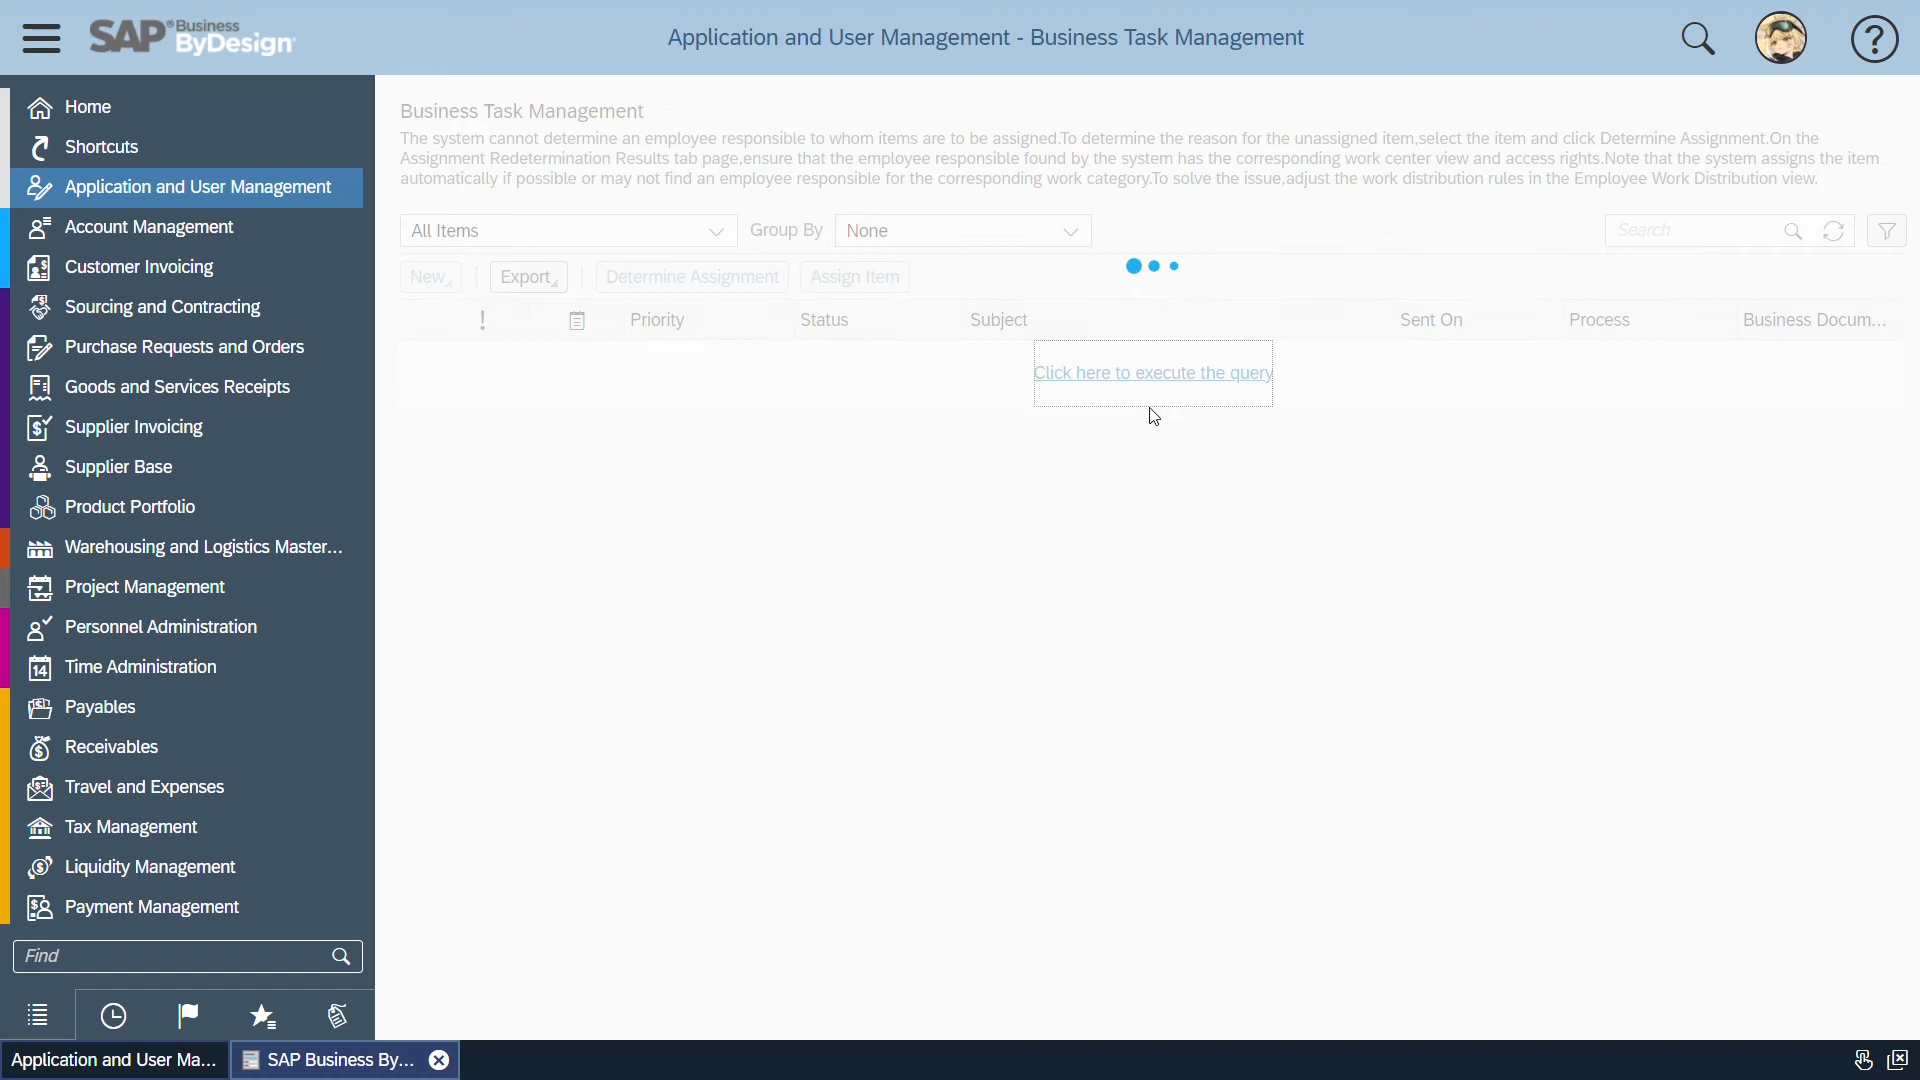 SAP® Business ByDesign
Application and User Management - Business Task Management
?
Home
Shortcuts
Application and User Management
Account Management
Customer Invoicing
Sourcing and Contracting
Purchase Requests and Orders
Goods and Services Receipts
Supplier Invoicing
Supplier Base
Product Portfolio
Warehousing and Logistics Master...
Project Management
Personnel Administration
14
Time Administration
Payables
Receivables
Travel and Expenses
Tax Management
Liquidity Management
Payment Management
Find
Business Task Management
The system cannot determine an employee responsible to whom items are to be assigned.To determine the reason for the unassigned item,select the item and click Determine Assignment.On the
Assignment Redetermination Results tab page,ensure that the employee responsible found by the system has the corresponding work center view and access rights.Note that the system assigns the item
automatically if possible or may not find an employee responsible for the corresponding work category.To solve the issue,adjust the work distribution rules in the Employee Work Distribution view.
All Items Group By None Search
New Export Determine Assignment Assign Item
! Priority Status Subject Sent On Process Business Docum...
Click here to execute the query
Application and User Ma... SAP Business By...